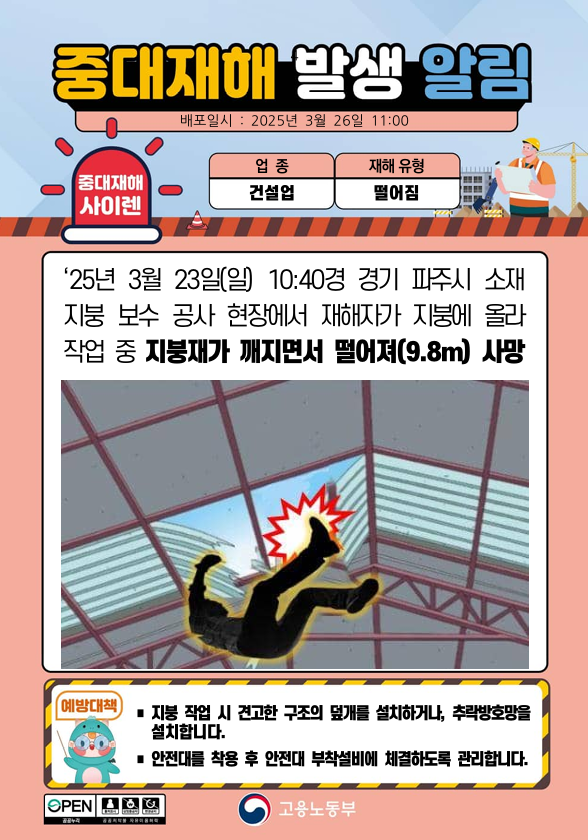 중대재해 발생 알림
배포일시 : 2025년 3월 26일 11:00
중대재해
사이렌
업 종
재해 유형
건설업
떨어짐
‘25년 3월 23일(일) 10:40경 경기 파주시 소재
지붕 보수 공사 현장에서 재해자가 지붕에 올라
작업 중 지붕재가 깨지면서 떨어져(9.8m) 사망
예방대책
▪ 지붕 작업 시 견고한 구조의 덮개를 설치하거나, 추락방호망을
설치합니다.
▪ 안전대를 착용 후 안전대 부착설비에 체결하도록 관리합니다.
OPEN
공공누리
고용노동부